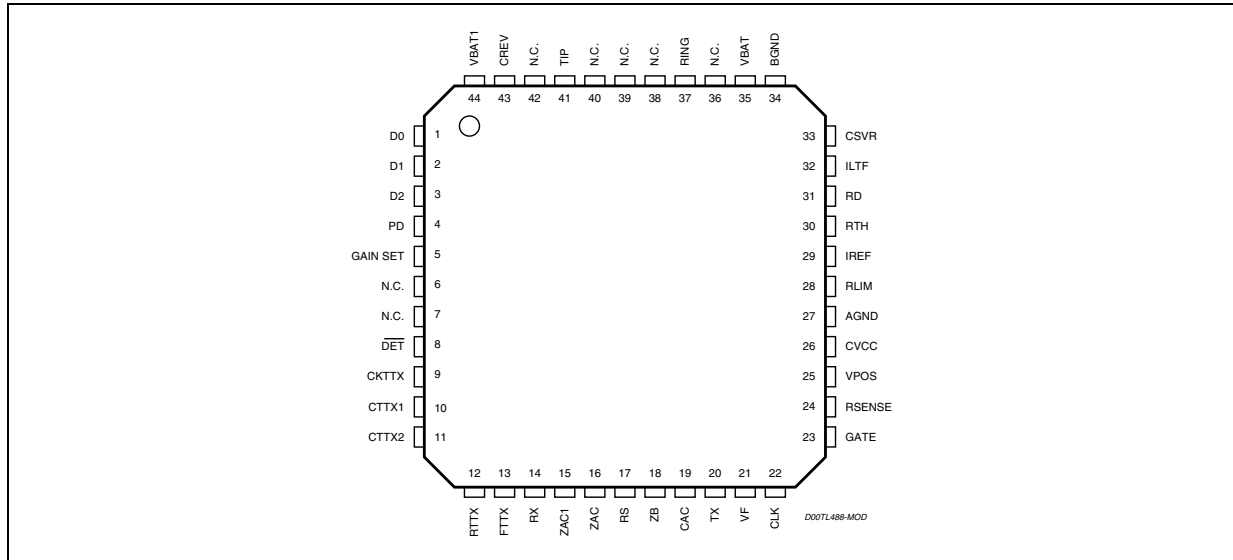 VBAT1 CREV N.C. TIP N.C. N.C. N.C. RING N.C. VBAT BGND
44 43 42 41 40 39 38 37 36 35 34
D0 1 33 CSVR
D1 2 32 ILTF
D2 3 31 RD
PD 4 30 RTH
GAIN SET 5 29 IREF
N.C. 6 28 RLIM
N.C. 7 27 AGND
DET 8 26 CVCC
CKTTX 9 25 VPOS
CTTX1 10 24 RSENSE
CTTX2 11 23 GATE
12 13 14 15 16 17 18 19 20 21 22
RTTX FTTX RX ZAC1 ZAC RS ZB CAC TX VF CLK
D00TL488-MOD